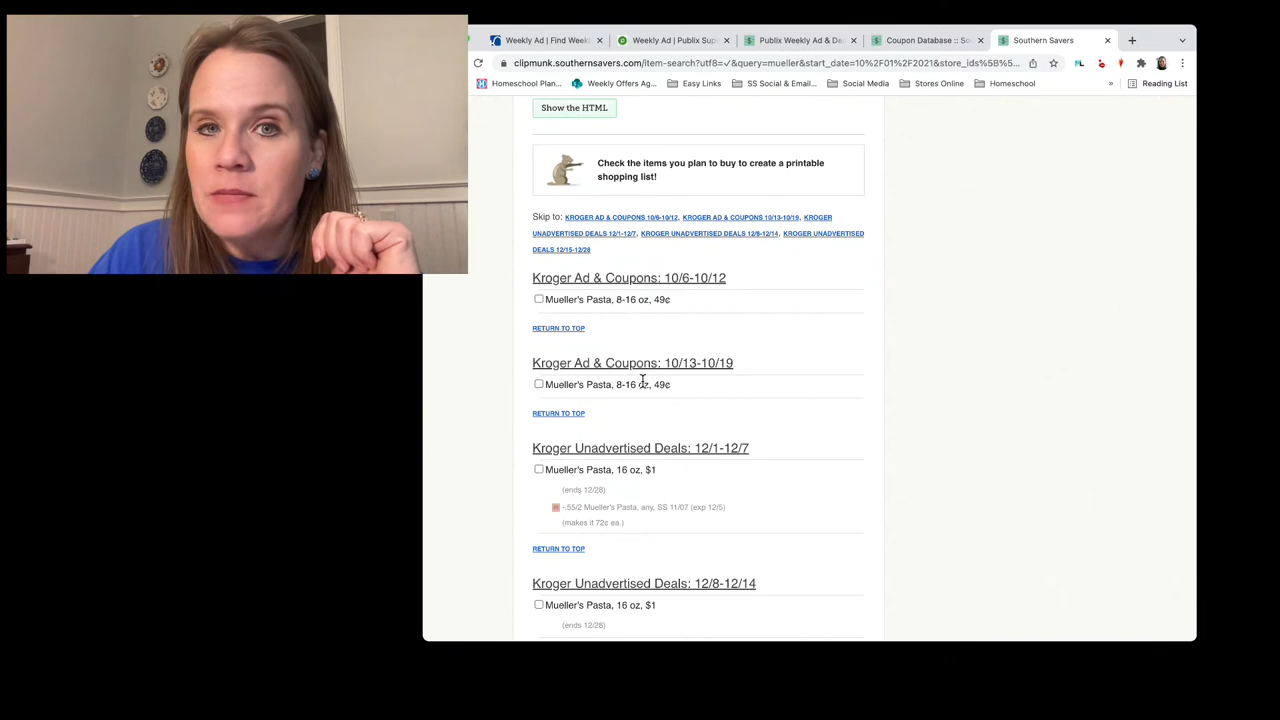 Weekly Ad | Find Week
Weekly Ad | Publix Sup
Publix Weekly Ad & De
Coupon Database :: So
Southern Savers
clipmunk.southernsavers.com/item-search?utf8=✓&query=mueller&start_date=10%2F01%2F2021&store_ids%5B%5...
Homeschool Plan...
Weekly Offers Ag...
Easy Links
SS Social & Email...
Social Media
Stores Online
Homeschool
»
Reading List
Show the HTML
Check the items you plan to buy to create a printable
shopping list!
Skip to: KROGER AD & COUPONS 10/6-10/12, KROGER AD & COUPONS 10/13-10/19, KROGER
UNADVERTISED DEALS 12/1-12/7, KROGER UNADVERTISED DEALS 12/8-12/14, KROGER UNADVERTISED
DEALS 12/15-12/28
Kroger Ad & Coupons: 10/6-10/12
Mueller's Pasta, 8-16 oz, 49¢
RETURN TO TOP
Kroger Ad & Coupons: 10/13-10/19
Mueller's Pasta, 8-16 oz, 49¢
RETURN TO TOP
Kroger Unadvertised Deals: 12/1-12/7
Mueller's Pasta, 16 oz, $1
(ends 12/28)
-.55/2 Mueller's Pasta, any, SS 11/07 (exp 12/5)
(makes it 72¢ ea.)
RETURN TO TOP
Kroger Unadvertised Deals: 12/8-12/14
Mueller's Pasta, 16 oz, $1
(ends 12/28)